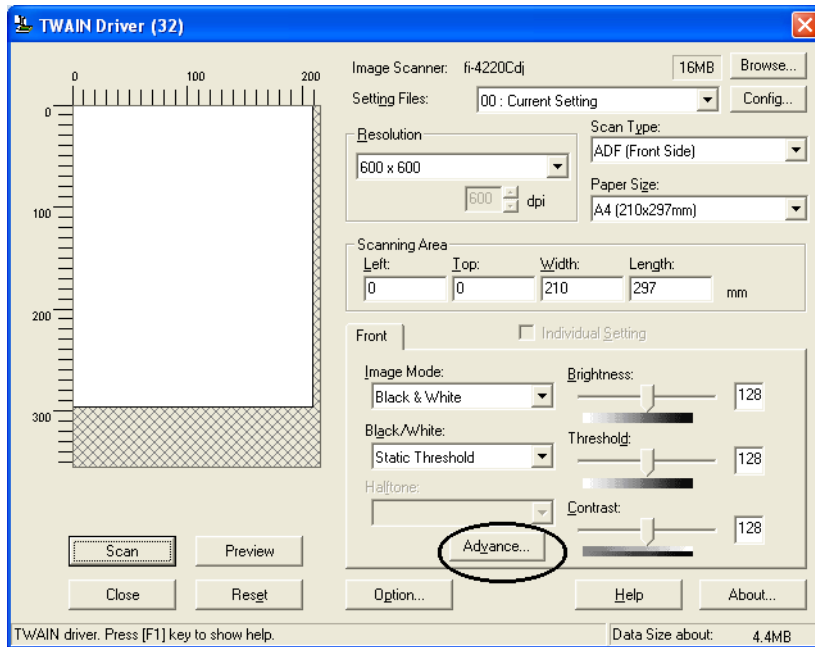 TWAIN Driver (32)
0 100 200
0
100
200
300
Image Scanner: fi-4220Cdj 16MB Browse...
Setting Files: 00 : Current Setting Config...
Resolution
600 x 600
600 dpi
Scan Type:
ADF (Front Side)
Paper Size:
A4 (210x297mm)
Scanning Area
Left: Top: Width: Length:
0 0 210 297 mm
Front Individual Setting
Image Mode:
Black & White
Black/White:
Static Threshold
Halftone:
Advance...
Brightness:
128
Threshold:
128
Contrast:
128
Scan Preview
Close Reset Option... Help About...
TWAIN driver. Press [F1] key to show help. Data Size about: 4.4MB